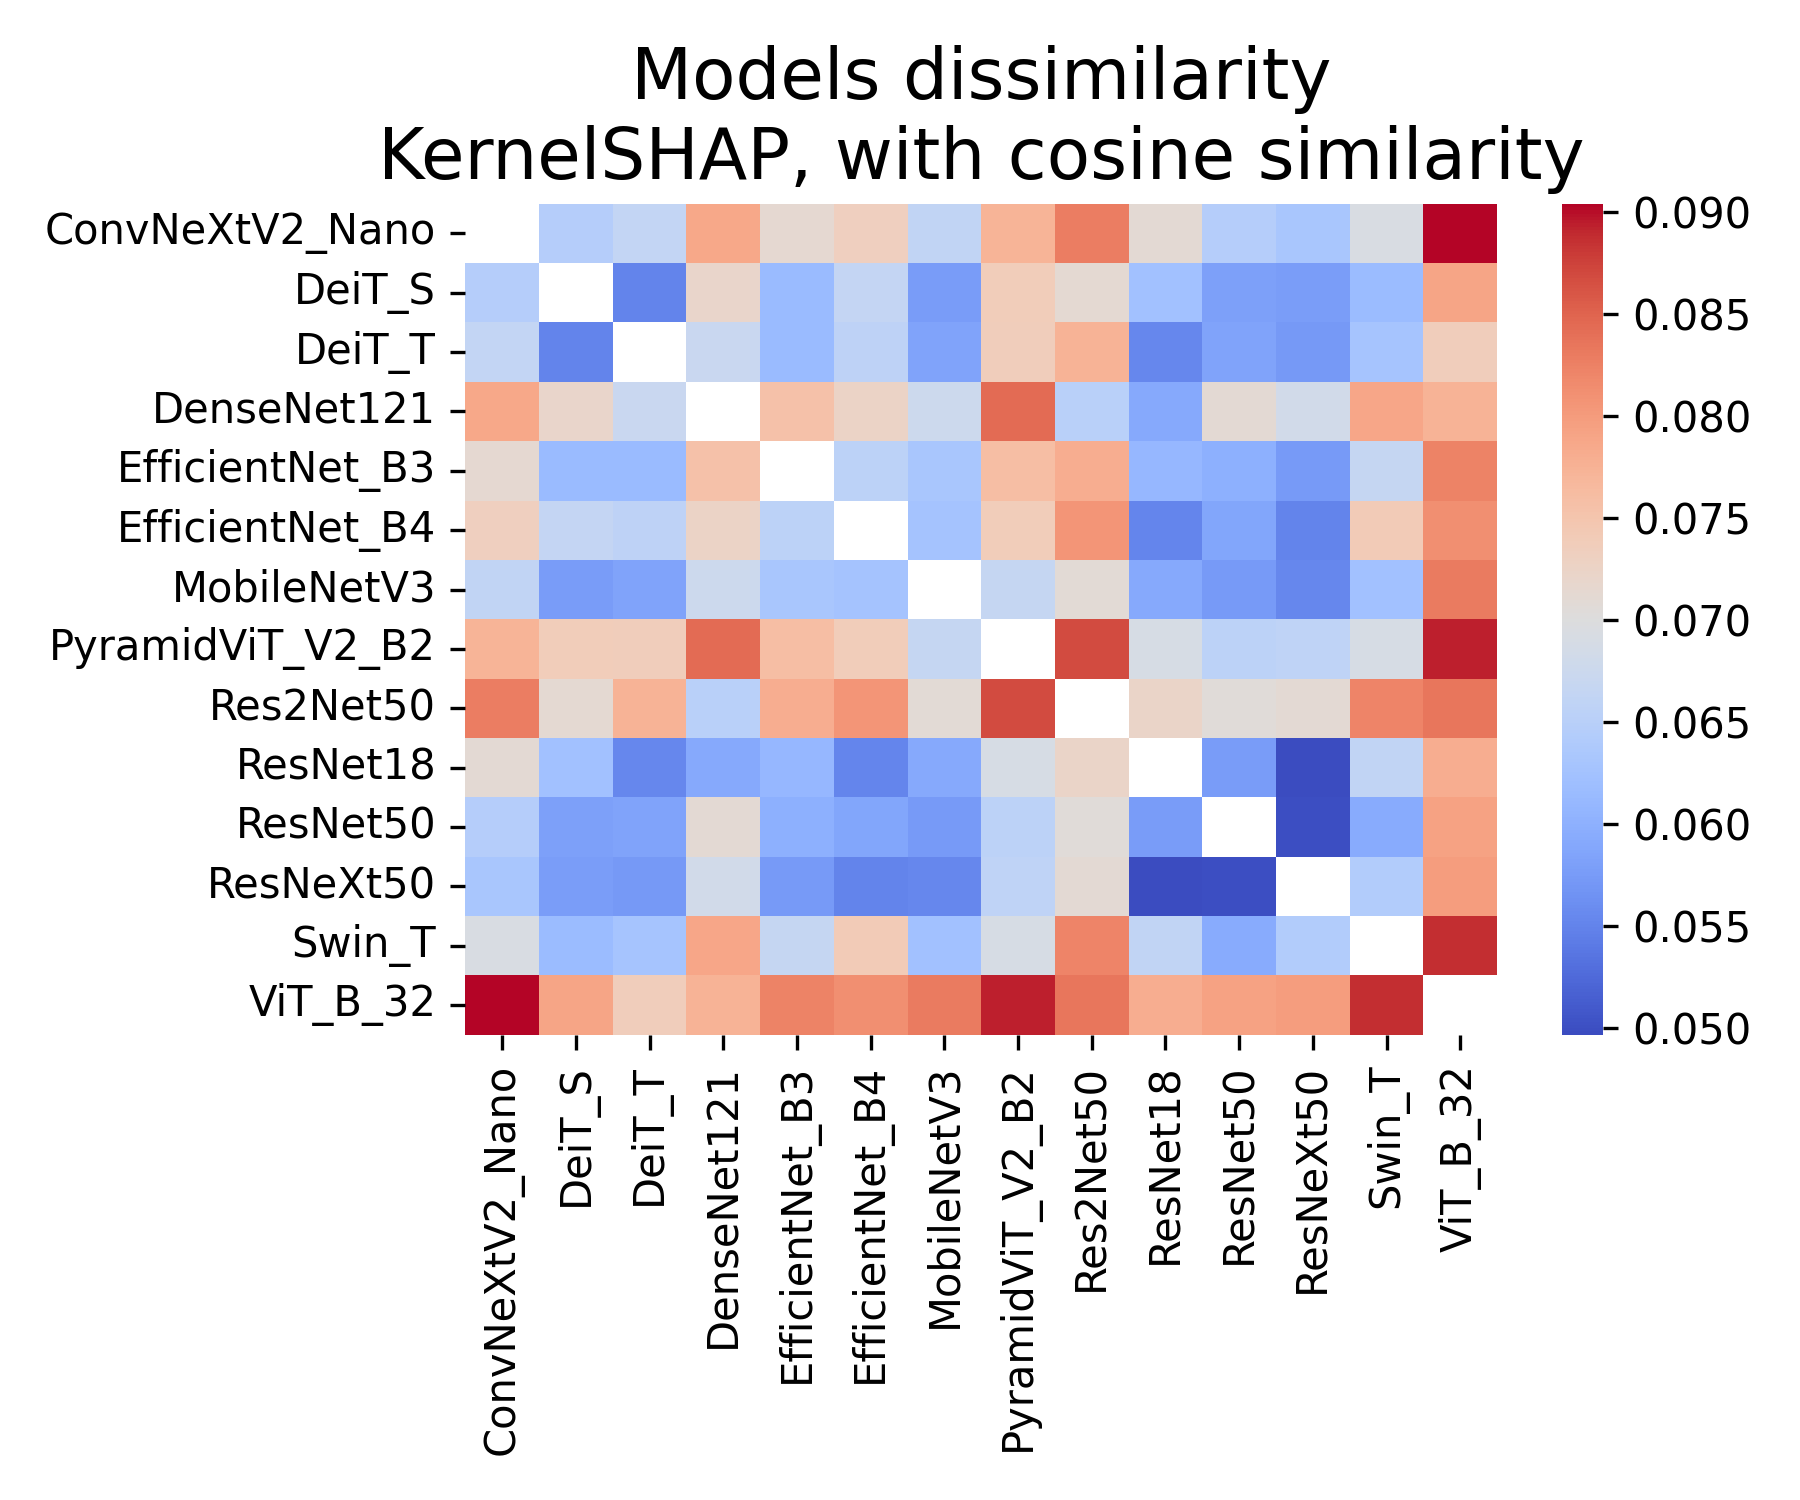 Models dissimilarity
KernelSHAP, with cosine similarity
ConvNeXtV2_Nano
DeiT_S
DeiT_T
DenseNet121
EfficientNet_B3
EfficientNet_B4
MobileNetV3
PyramidViT_V2_B2
Res2Net50
ResNet18
ResNet50
ResNeXt50
Swin_T
ViT_B_32
ConvNeXtV2_Nano
DeiT_S
DeiT_T
DenseNet121
EfficientNet_B3
EfficientNet_B4
MobileNetV3
PyramidViT_V2_B2
Res2Net50
ResNet18
ResNet50
ResNeXt50
Swin_T
ViT_B_32
0.090
0.085
0.080
0.075
0.070
0.065
0.060
0.055
0.050